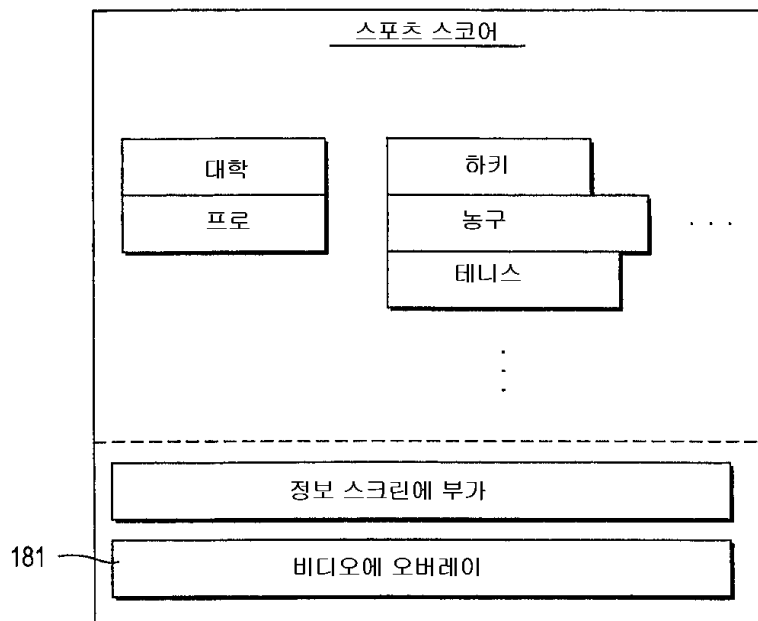 스포츠 스코어
대학
프로
하키
농구
테니스
. . .
정보 스크린에 부가
181
비디오에 오버레이